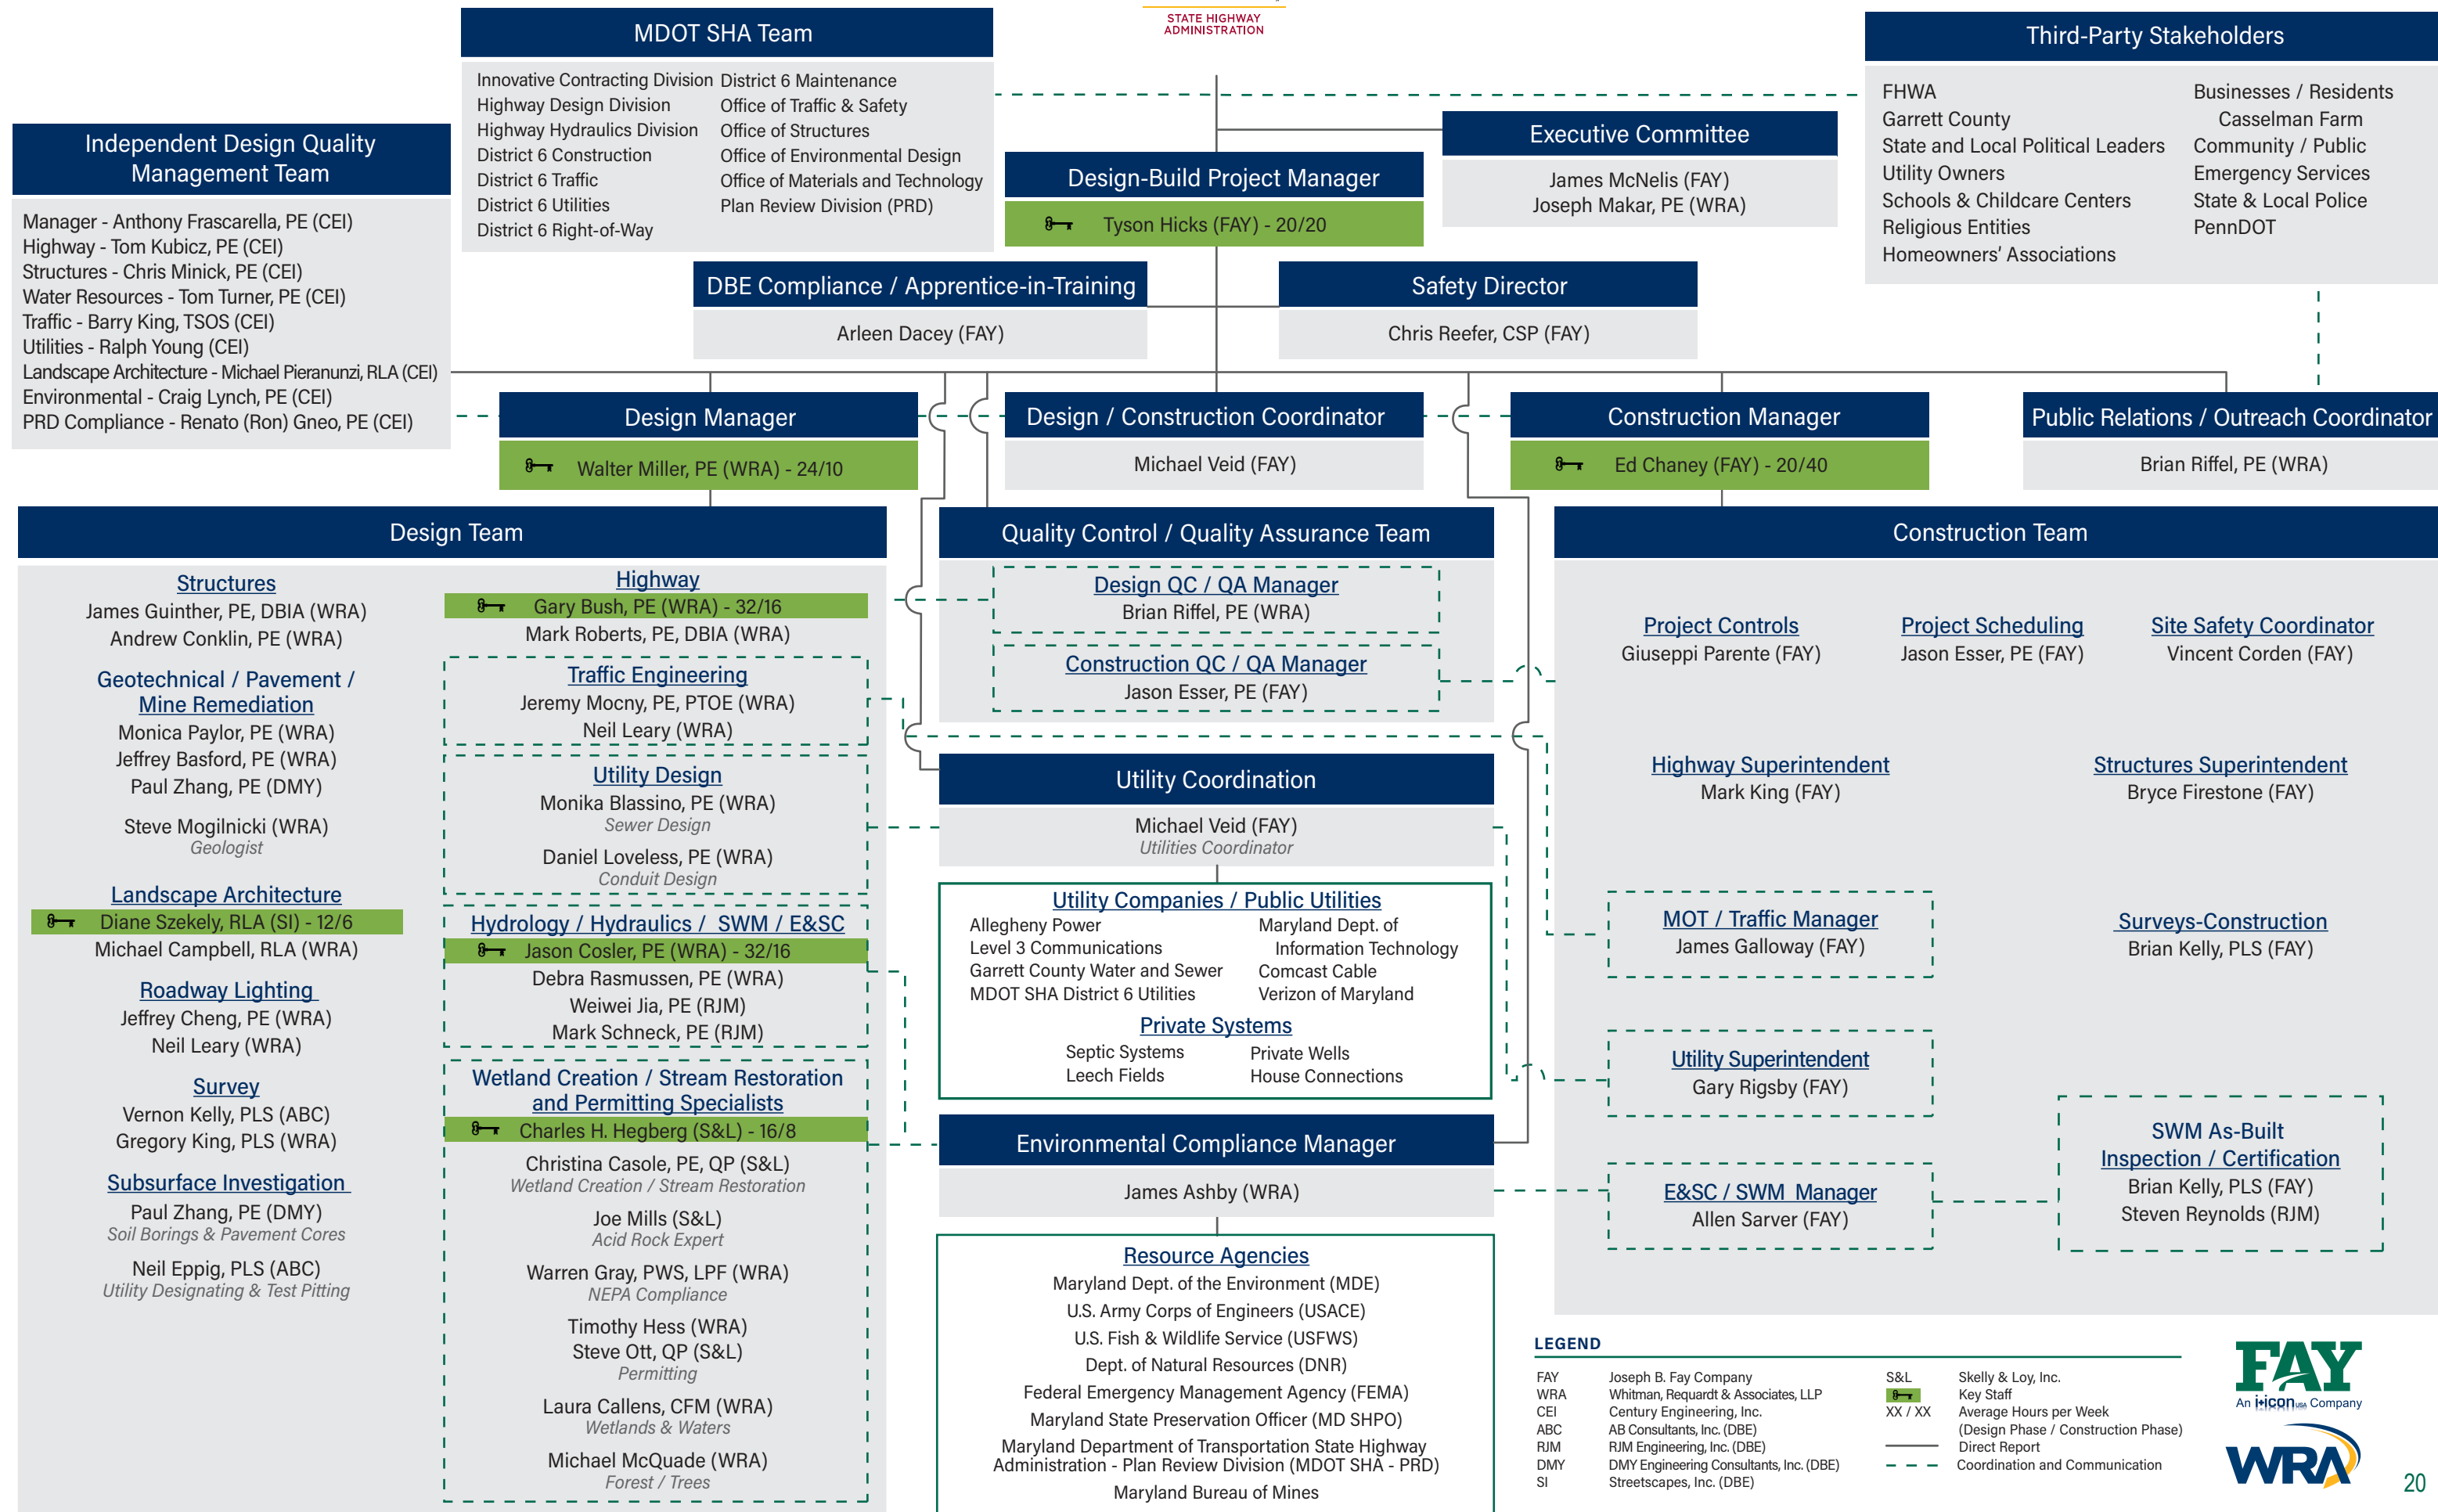 STATE HIGHWAY
ADMINISTRATION
MDOT SHA Team
Innovative Contracting Division
Highway Design Division
Highway Hydraulics Division
District 6 Construction
District 6 Traffic
District 6 Utilities
District 6 Right-of-Way
District 6 Maintenance
Office of Traffic & Safety
Office of Structures
Office of Environmental Design
Office of Materials and Technology
Plan Review Division (PRD)
Third-Party Stakeholders
FHWA
Garrett County
State and Local Political Leaders
Utility Owners
Schools & Childcare Centers
Religious Entities
Homeowners' Associations
Businesses / Residents
Casselman Farm
Community / Public
Emergency Services
State & Local Police
PennDOT
Independent Design Quality
Management Team
Manager - Anthony Frascarella, PE (CEI)
Highway - Tom Kubicz, PE (CEI)
Structures - Chris Minick, PE (CEI)
Water Resources - Tom Turner, PE (CEI)
Traffic - Barry King, TSOS (CEI)
Utilities - Ralph Young (CEI)
Landscape Architecture - Michael Pieranunzi, RLA (CEI)
Environmental - Craig Lynch, PE (CEI)
PRD Compliance - Renato (Ron) Gneo, PE (CEI)
Executive Committee
James McNelis (FAY)
Joseph Makar, PE (WRA)
Design-Build Project Manager
Tyson Hicks (FAY) - 20/20
DBE Compliance / Apprentice-in-Training
Arleen Dacey (FAY)
Safety Director
Chris Reefer, CSP (FAY)
Design Manager
Walter Miller, PE (WRA) - 24/10
Design / Construction Coordinator
Michael Veid (FAY)
Construction Manager
Ed Chaney (FAY) - 20/40
Public Relations / Outreach Coordinator
Brian Riffel, PE (WRA)
Design Team
Structures
James Guinther, PE, DBIA (WRA)
Andrew Conklin, PE (WRA)
Geotechnical / Pavement /
Mine Remediation
Monica Paylor, PE (WRA)
Jeffrey Basford, PE (WRA)
Paul Zhang, PE (DMY)
Steve Mogilnicki (WRA)
Geologist
Landscape Architecture
Diane Szekely, RLA (SI) - 12/6
Michael Campbell, RLA (WRA)
Roadway Lighting
Jeffrey Cheng, PE (WRA)
Neil Leary (WRA)
Survey
Vernon Kelly, PLS (ABC)
Gregory King, PLS (WRA)
Subsurface Investigation
Paul Zhang, PE (DMY)
Soil Borings & Pavement Cores
Neil Eppig, PLS (ABC)
Utility Designating & Test Pitting
Highway
Gary Bush, PE (WRA) - 32/16
Mark Roberts, PE, DBIA (WRA)
Traffic Engineering
Jeremy Mocny, PE, PTOE (WRA)
Neil Leary (WRA)
Utility Design
Monika Blassino, PE (WRA)
Sewer Design
Daniel Loveless, PE (WRA)
Conduit Design
Hydrology / Hydraulics / SWM / E&SC
Jason Cosler, PE (WRA) - 32/16
Debra Rasmussen, PE (WRA)
Weiwei Jia, PE (RJM)
Mark Schneck, PE (RJM)
Wetland Creation / Stream Restoration
and Permitting Specialists
Charles H. Hegberg (S&L) - 16/8
Christina Casole, PE, QP (S&L)
Wetland Creation / Stream Restoration
Joe Mills (S&L)
Acid Rock Expert
Warren Gray, PWS, LPF (WRA)
NEPA Compliance
Timothy Hess (WRA)
Steve Ott, QP (S&L)
Permitting
Laura Callens, CFM (WRA)
Wetlands & Waters
Michael McQuade (WRA)
Forest / Trees
Quality Control / Quality Assurance Team
Design QC / QA Manager
Brian Riffel, PE (WRA)
Construction QC / QA Manager
Jason Esser, PE (FAY)
Utility Coordination
Michael Veid (FAY)
Utilities Coordinator
Utility Companies / Public Utilities
Allegheny Power
Level 3 Communications
Garrett County Water and Sewer
MDOT SHA District 6 Utilities
Maryland Dept. of
Information Technology
Comcast Cable
Verizon of Maryland
Private Systems
Septic Systems
Leech Fields
Private Wells
House Connections
Environmental Compliance Manager
James Ashby (WRA)
Resource Agencies
Maryland Dept. of the Environment (MDE)
U.S. Army Corps of Engineers (USACE)
U.S. Fish & Wildlife Service (USFWS)
Dept. of Natural Resources (DNR)
Federal Emergency Management Agency (FEMA)
Maryland State Preservation Officer (MD SHPO)
Maryland Department of Transportation State Highway
Administration - Plan Review Division (MDOT SHA - PRD)
Maryland Bureau of Mines
Construction Team
Project Controls
Giuseppi Parente (FAY)
Project Scheduling
Jason Esser, PE (FAY)
Site Safety Coordinator
Vincent Corden (FAY)
Highway Superintendent
Mark King (FAY)
Structures Superintendent
Bryce Firestone (FAY)
MOT / Traffic Manager
James Galloway (FAY)
Surveys-Construction
Brian Kelly, PLS (FAY)
Utility Superintendent
Gary Rigsby (FAY)
E&SC / SWM Manager
Allen Sarver (FAY)
SWM As-Built
Inspection / Certification
Brian Kelly, PLS (FAY)
Steven Reynolds (RJM)
LEGEND
FAY Joseph B. Fay Company
WRA Whitman, Requardt & Associates, LLP
CEI Century Engineering, Inc.
ABC AB Consultants, Inc. (DBE)
RJM RJM Engineering, Inc. (DBE)
DMY DMY Engineering Consultants, Inc. (DBE)
SI Streetscapes, Inc. (DBE)
S&L Skelly & Loy, Inc.
Key Staff
XX / XX Average Hours per Week
(Design Phase / Construction Phase)
Direct Report
Coordination and Communication
FAY
An i+icon USA Company
WRA
20